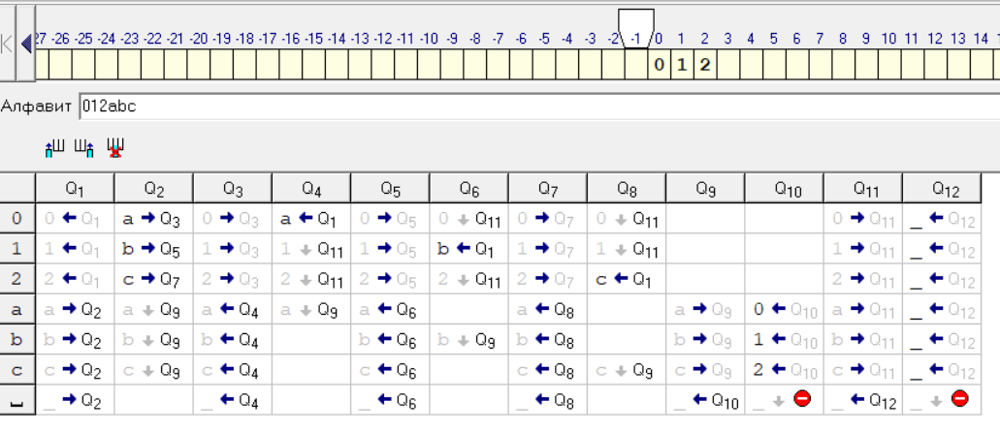 27 -26 -25 -24 -23 -22 -21 -20 -19 -18 -17 -16 -15 -14 -13 -12 -11 -10 -9 -8 -7 -6 -5 -4 -3 -2 -1 0 1 2 3 4 5 6 7 8 9 10 11 12 13 14
0 1 2
Алфавит 012abc
Q₁ Q₂ Q₃ Q₄ Q₅ Q₆ Q₇ Q₈ Q₉ Q₁₀ Q₁₁ Q₁₂
0 0 ← Q₁ a → Q₃ 0 → Q₃ a ← Q₁ 0 → Q₅ 0 ↓ Q₁₁ 0 → Q₇ 0 ↓ Q₁₁ 0 → Q₁₁ _ ← Q₁₂
1 1 ← Q₁ b → Q₅ 1 → Q₃ 1 ↓ Q₁₁ 1 → Q₅ b ← Q₁ 1 → Q₇ 1 ↓ Q₁₁ 1 → Q₁₁ _ ← Q₁₂
2 2 ← Q₁ c → Q₇ 2 → Q₃ 2 ↓ Q₁₁ 2 → Q₅ 2 ↓ Q₁₁ 2 → Q₇ c ← Q₁ 2 → Q₁₁ _ ← Q₁₂
a a → Q₂ a ↓ Q₉ a ← Q₄ a ↓ Q₉ a ← Q₆ a ← Q₈ a → Q₉ 0 ← Q₁₀ a → Q₁₁ _ ← Q₁₂
b b → Q₂ b ↓ Q₉ b ← Q₄ b ← Q₆ b ↓ Q₉ b ← Q₈ b → Q₉ 1 ← Q₁₀ b → Q₁₁ _ ← Q₁₂
c c → Q₂ c ↓ Q₉ c ← Q₄ c ← Q₆ c ← Q₈ c ↓ Q₉ c → Q₉ 2 ← Q₁₀ c → Q₁₁ _ ← Q₁₂
_ _ → Q₂ _ ← Q₄ _ ← Q₆ _ ← Q₈ _ ← Q₁₀ _ ↓ _ ← Q₁₂ _ ↓